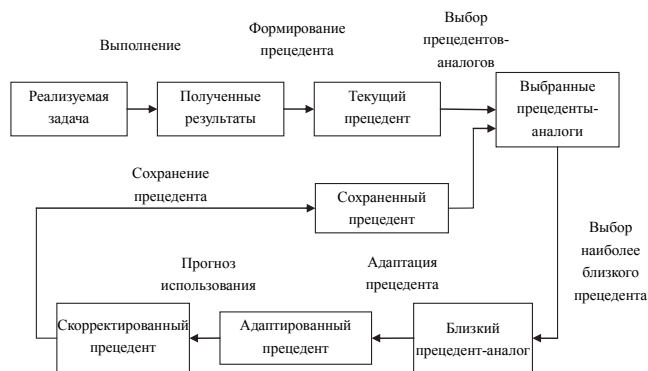 Выполнение
Формирование
прецедента
Выбор
прецедентов-
аналогов
Реализуемая
задача
Полученные
результаты
Текущий
прецедент
Выбранные
прецеденты-
аналоги
Сохранение
прецедента
Сохраненный
прецедент
Выбор
наиболее
близкого
прецедента
Прогноз
использования
Адаптация
прецедента
Скорректированный
прецедент
Адаптированный
прецедент
Близкий
прецедент-аналог